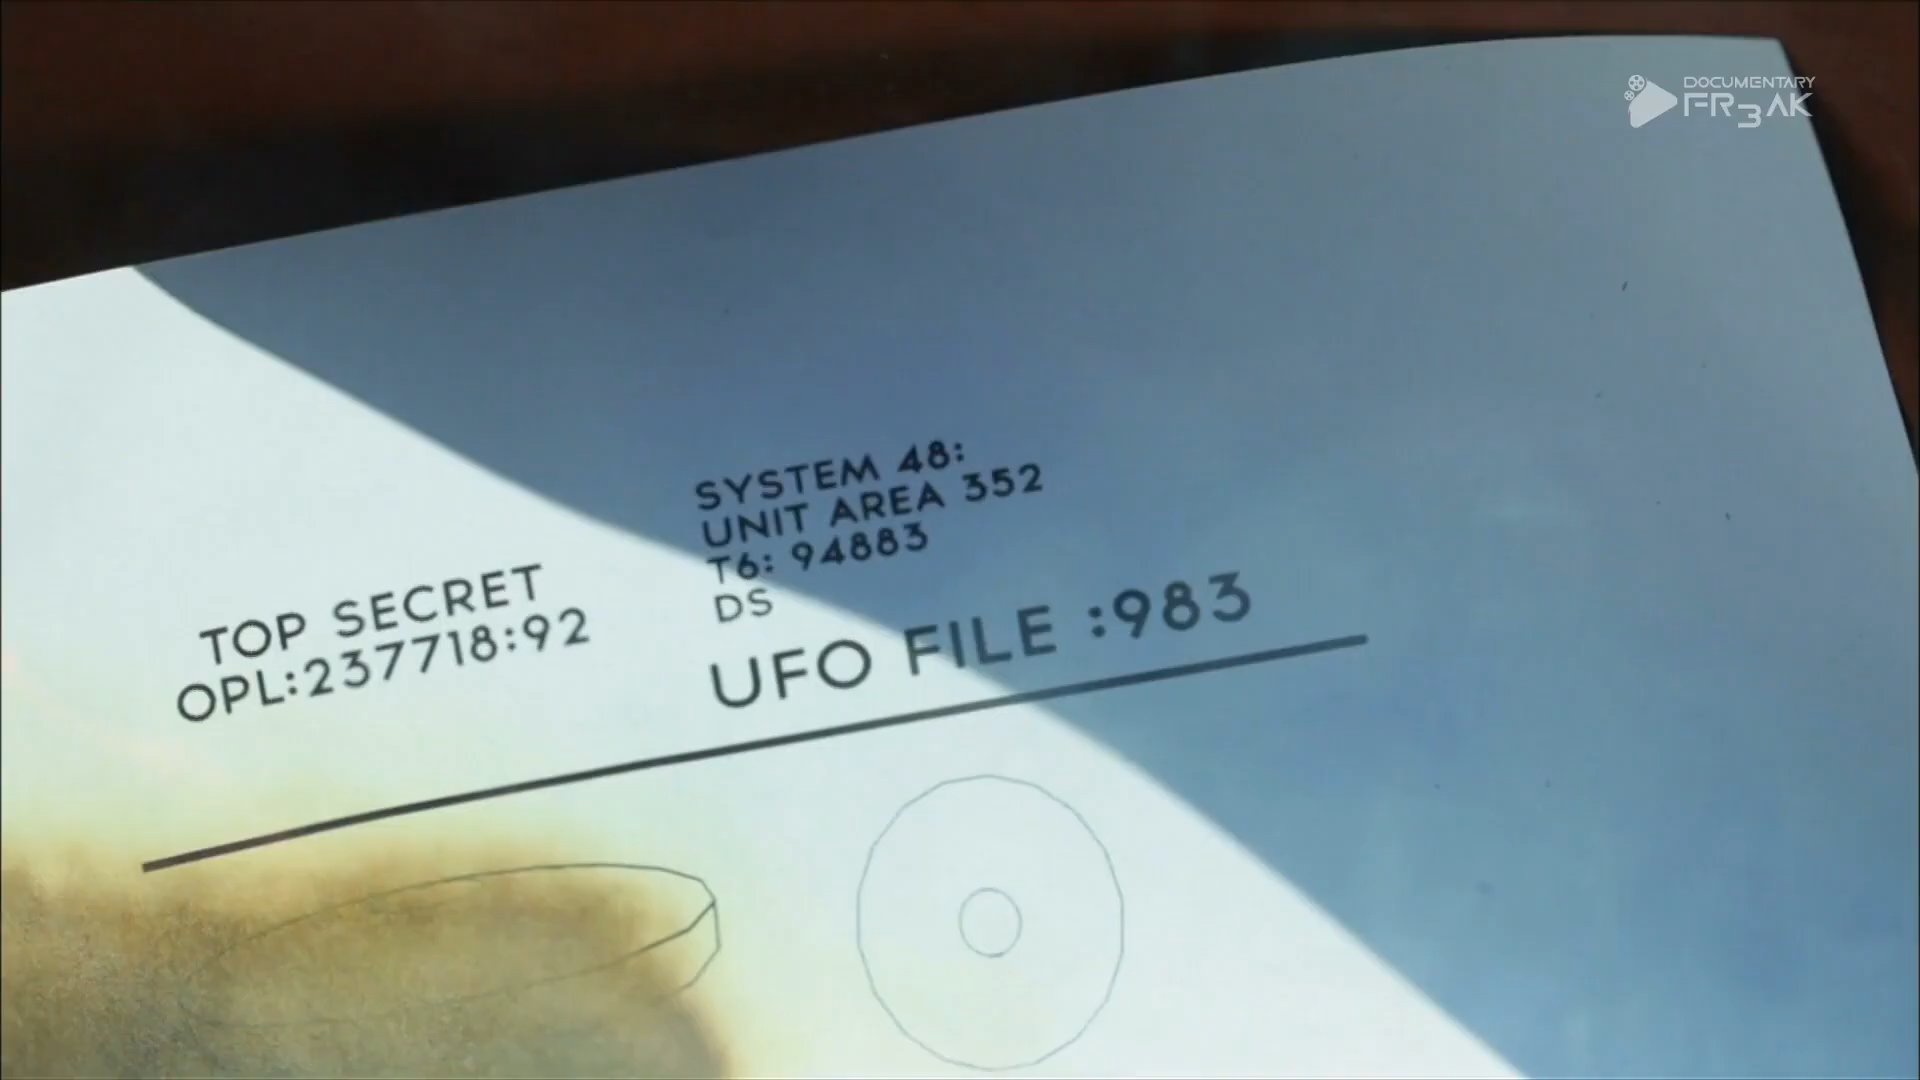 DOCUMENTARY
FR3AK
SYSTEM 48:
UNIT AREA 352
T6: 94883
DS
TOP SECRET
OPL:237718:92
UFO FILE :983